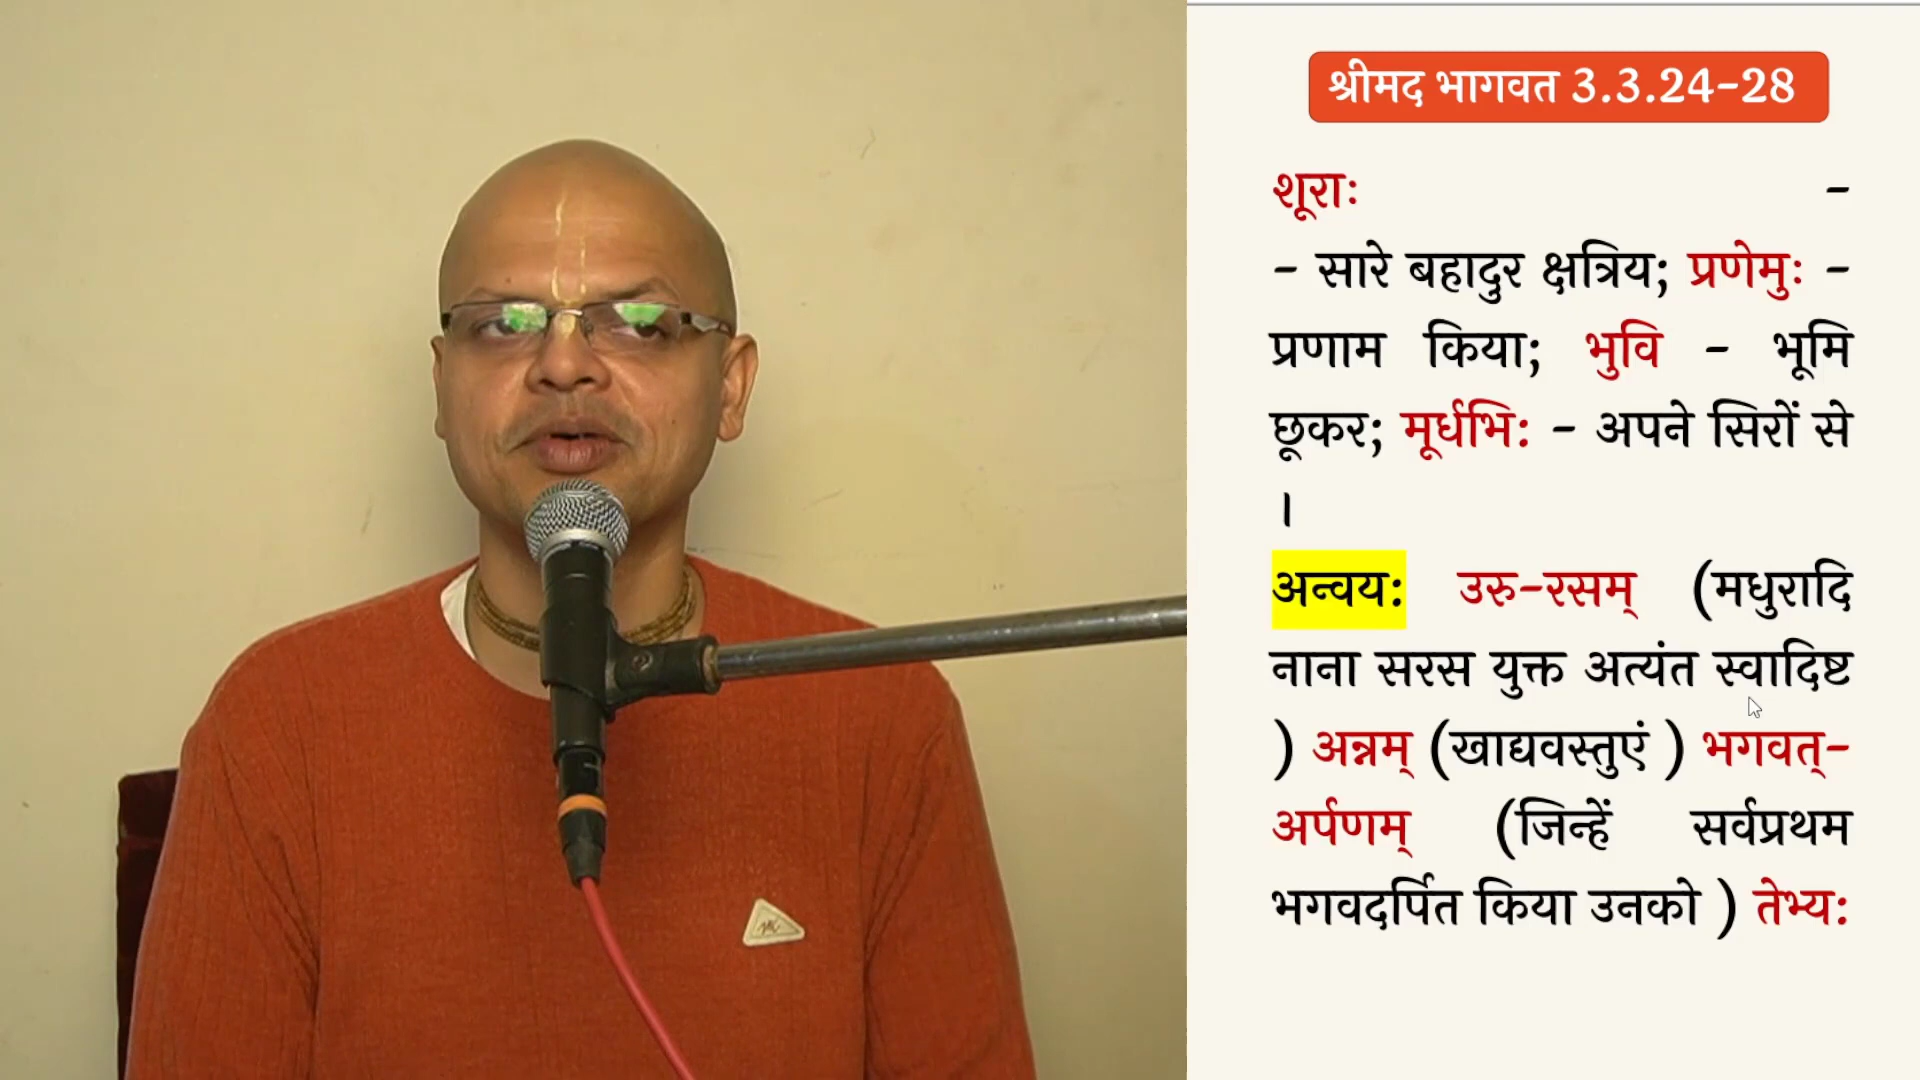 श्रीमद भागवत 3.3.24-28
शूराः -
- सारे बहादुर क्षत्रिय; प्रणेमुः -
प्रणाम किया; भुवि - भूमि
छूकर; मूर्धभिः - अपने सिरों से
।
अन्वय: उरु-रसम् (मधुरादि
नाना सरस युक्त अत्यंत स्वादिष्ट
) अन्नम् (खाद्यवस्तुएं ) भगवत्-
अर्पणम् (जिन्हें सर्वप्रथम
भगवदर्पित किया उनको ) तेभ्य: